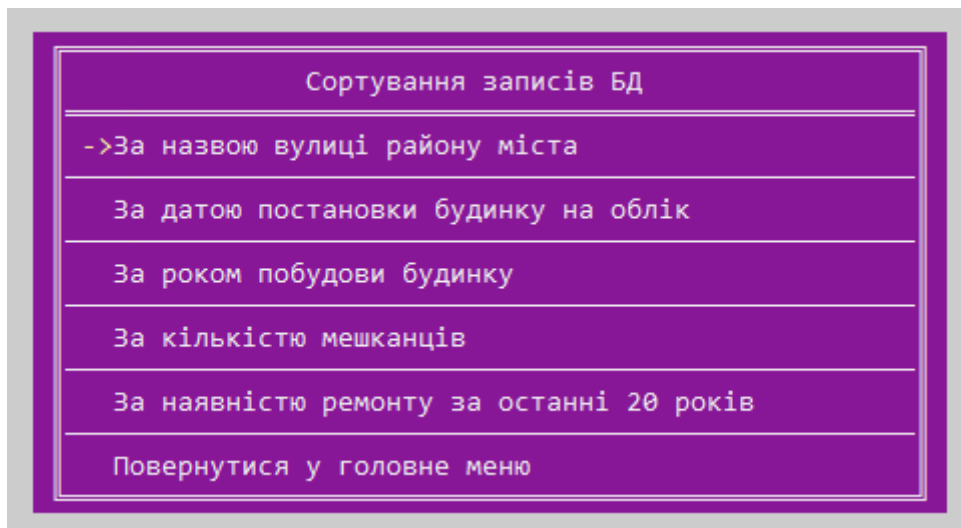 Сортування записів БД
->За назвою вулиці району міста
За датою постановки будинку на облік
За роком побудови будинку
За кількістю мешканців
За наявністю ремонту за останні 20 років
Повернутися у головне меню